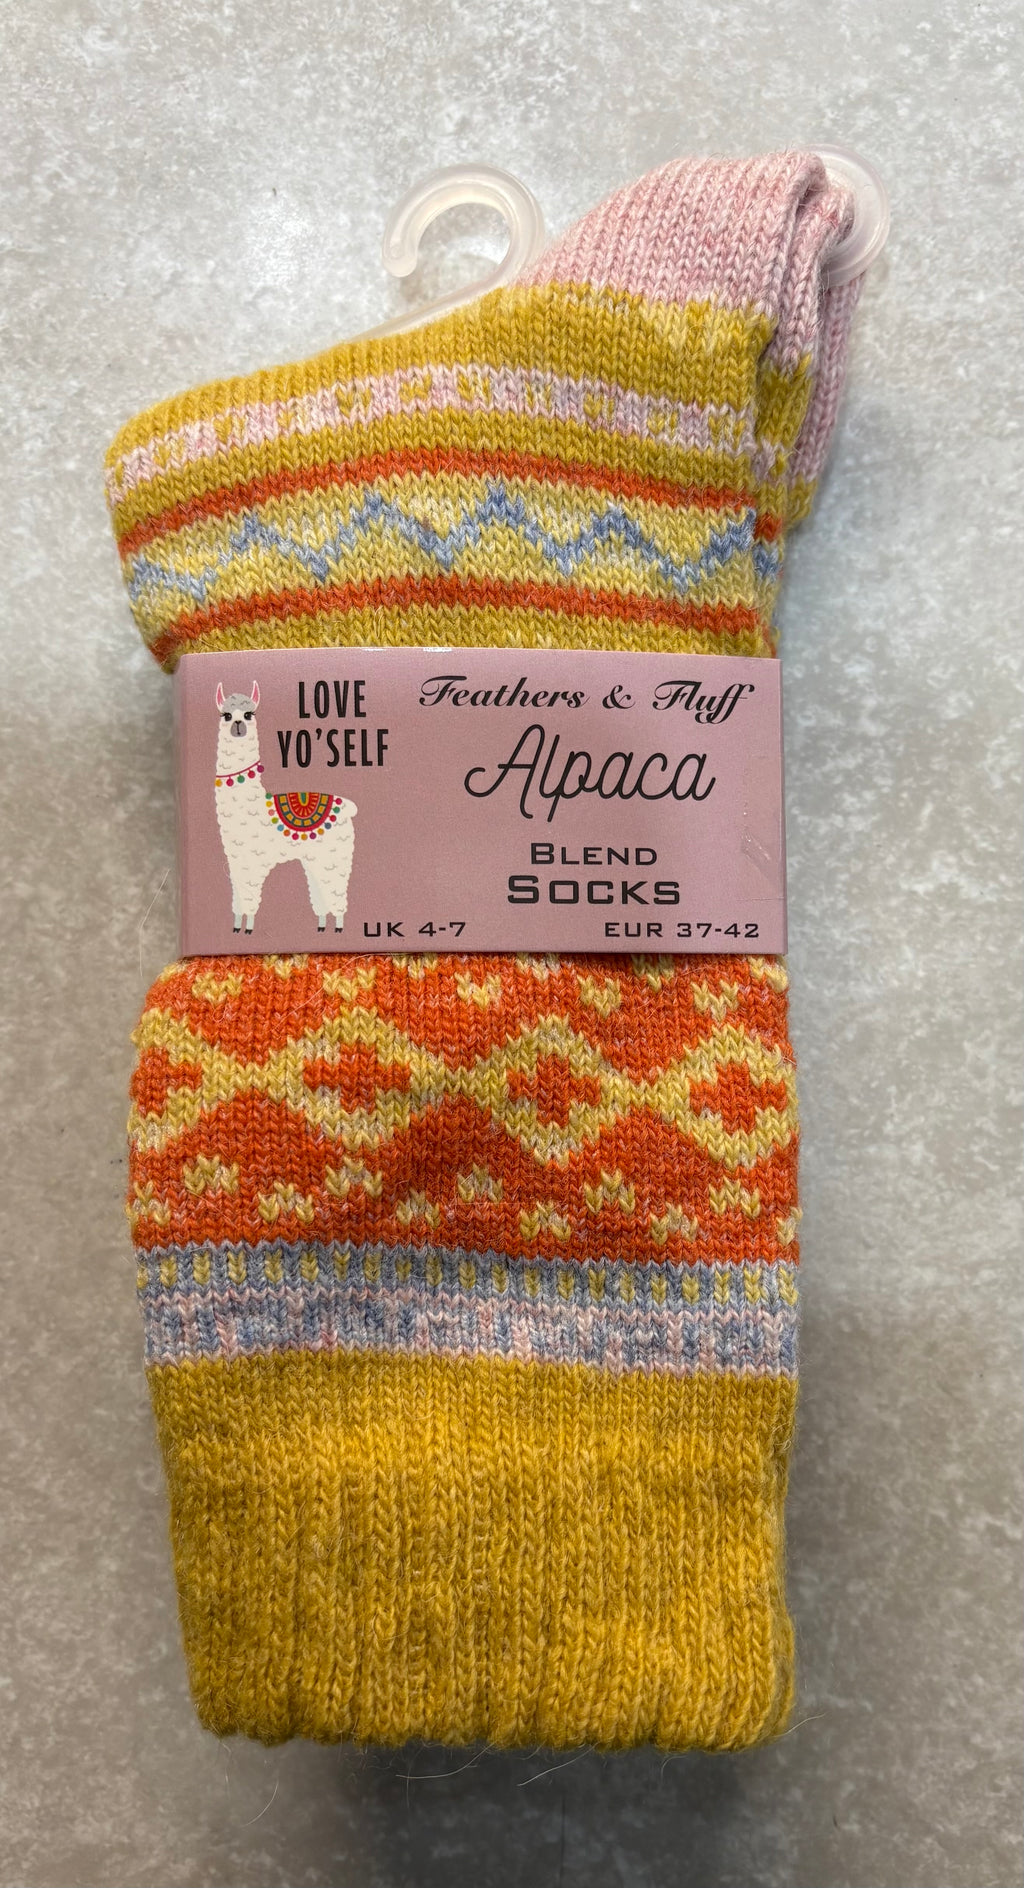 LOVE
YO'SELF
Feathers & Fluff
Alpaca
BLEND
SOCKS
UK 4-7
EUR 37-42